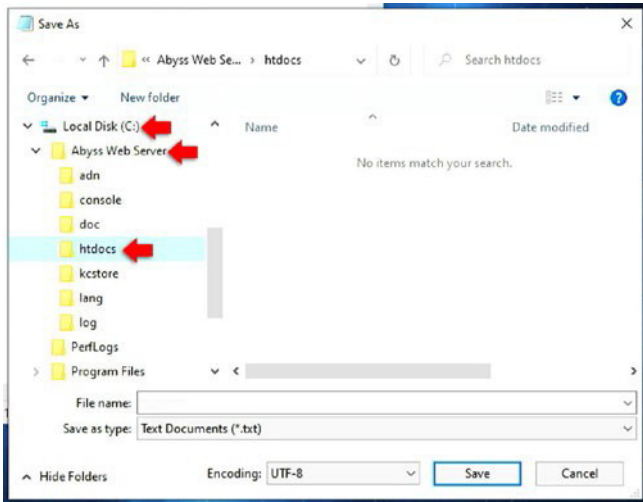 Save As
« Abyss Web Se... › htdocs
Search htdocs
Organize
New folder
Local Disk (C:)
Name
Date modified
Abyss Web Server
No items match your search.
adn
console
doc
htdocs
kcstore
lang
log
PerfLogs
Program Files
File name:
Save as type: Text Documents (*.txt)
Hide Folders
Encoding: UTF-8
Save
Cancel